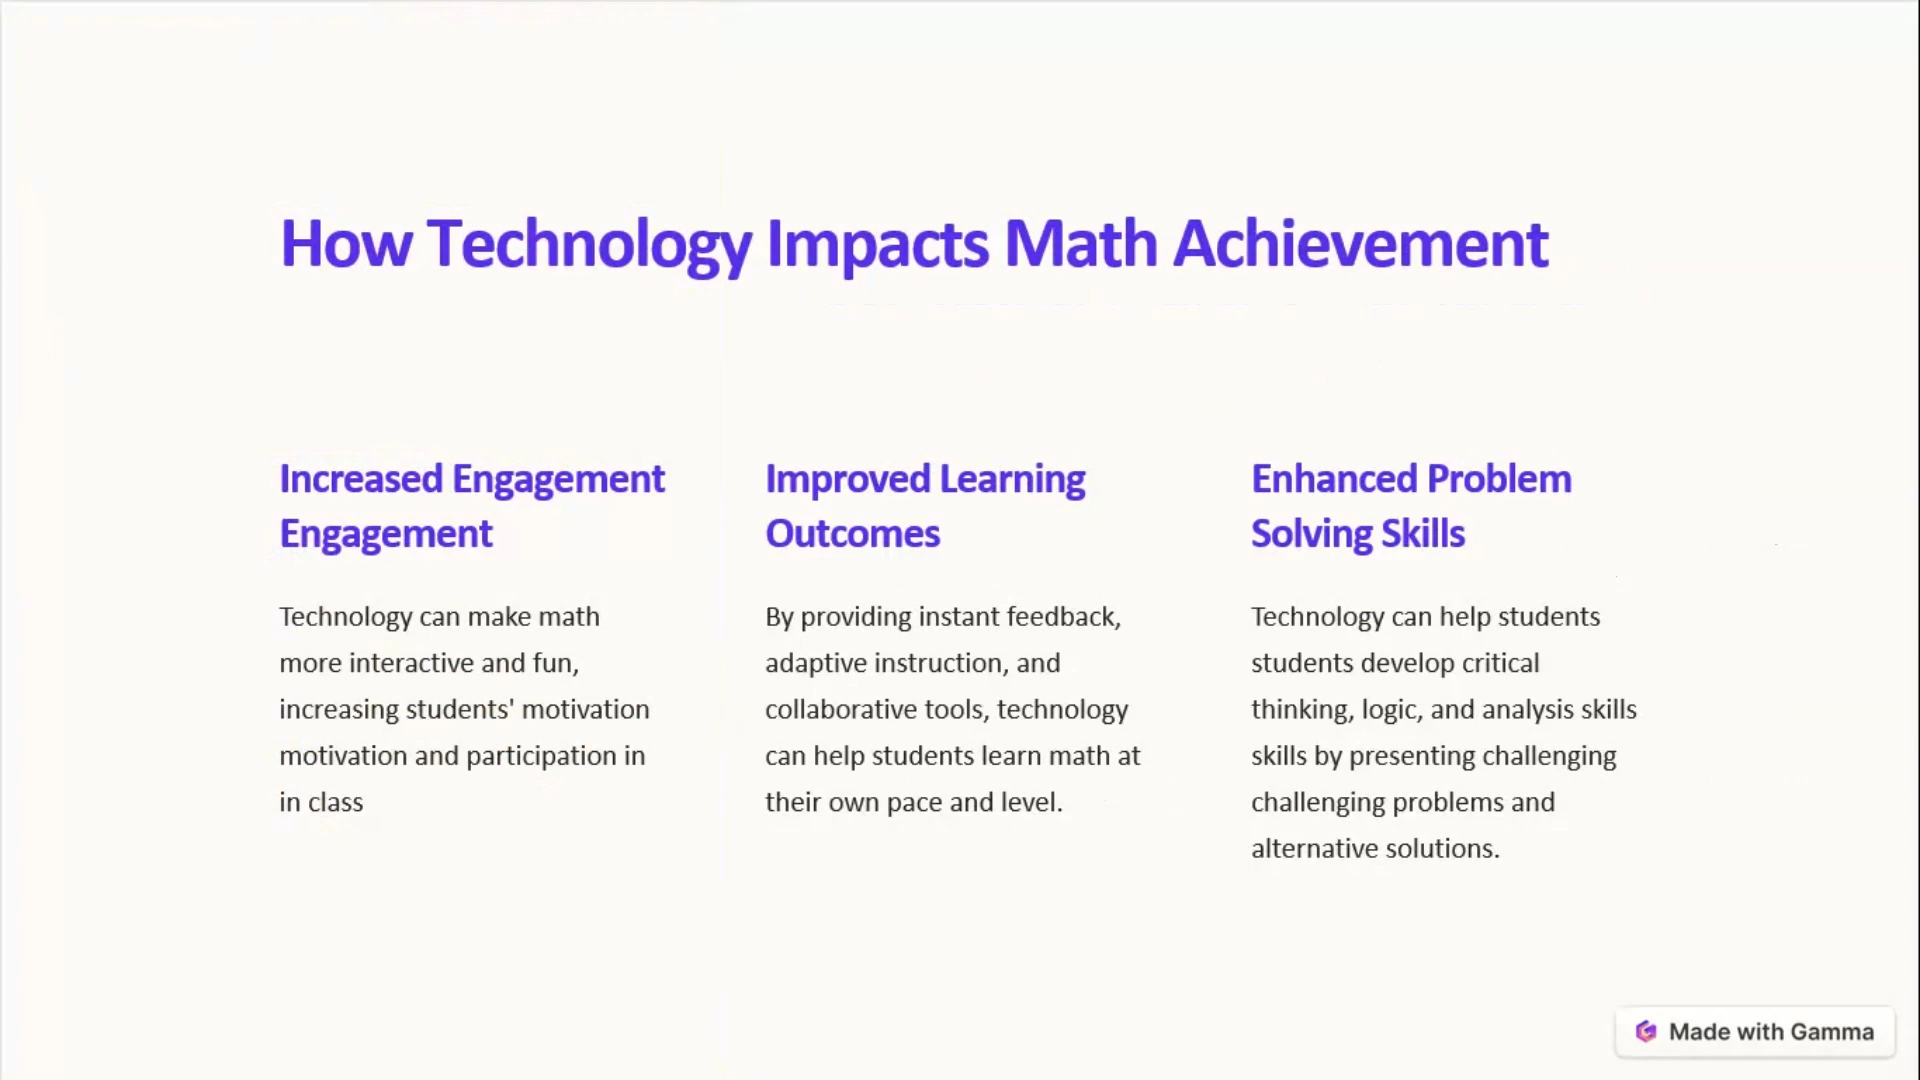 How Technology Impacts Math Achievement
Increased Engagement
Engagement
Technology can make math
more interactive and fun,
increasing students' motivation
motivation and participation in
in class
Improved Learning
Outcomes
By providing instant feedback,
adaptive instruction, and
collaborative tools, technology
can help students learn math at
their own pace and level.
Enhanced Problem
Solving Skills
Technology can help students
students develop critical
thinking, logic, and analysis skills
skills by presenting challenging
challenging problems and
alternative solutions.
Made with Gamma